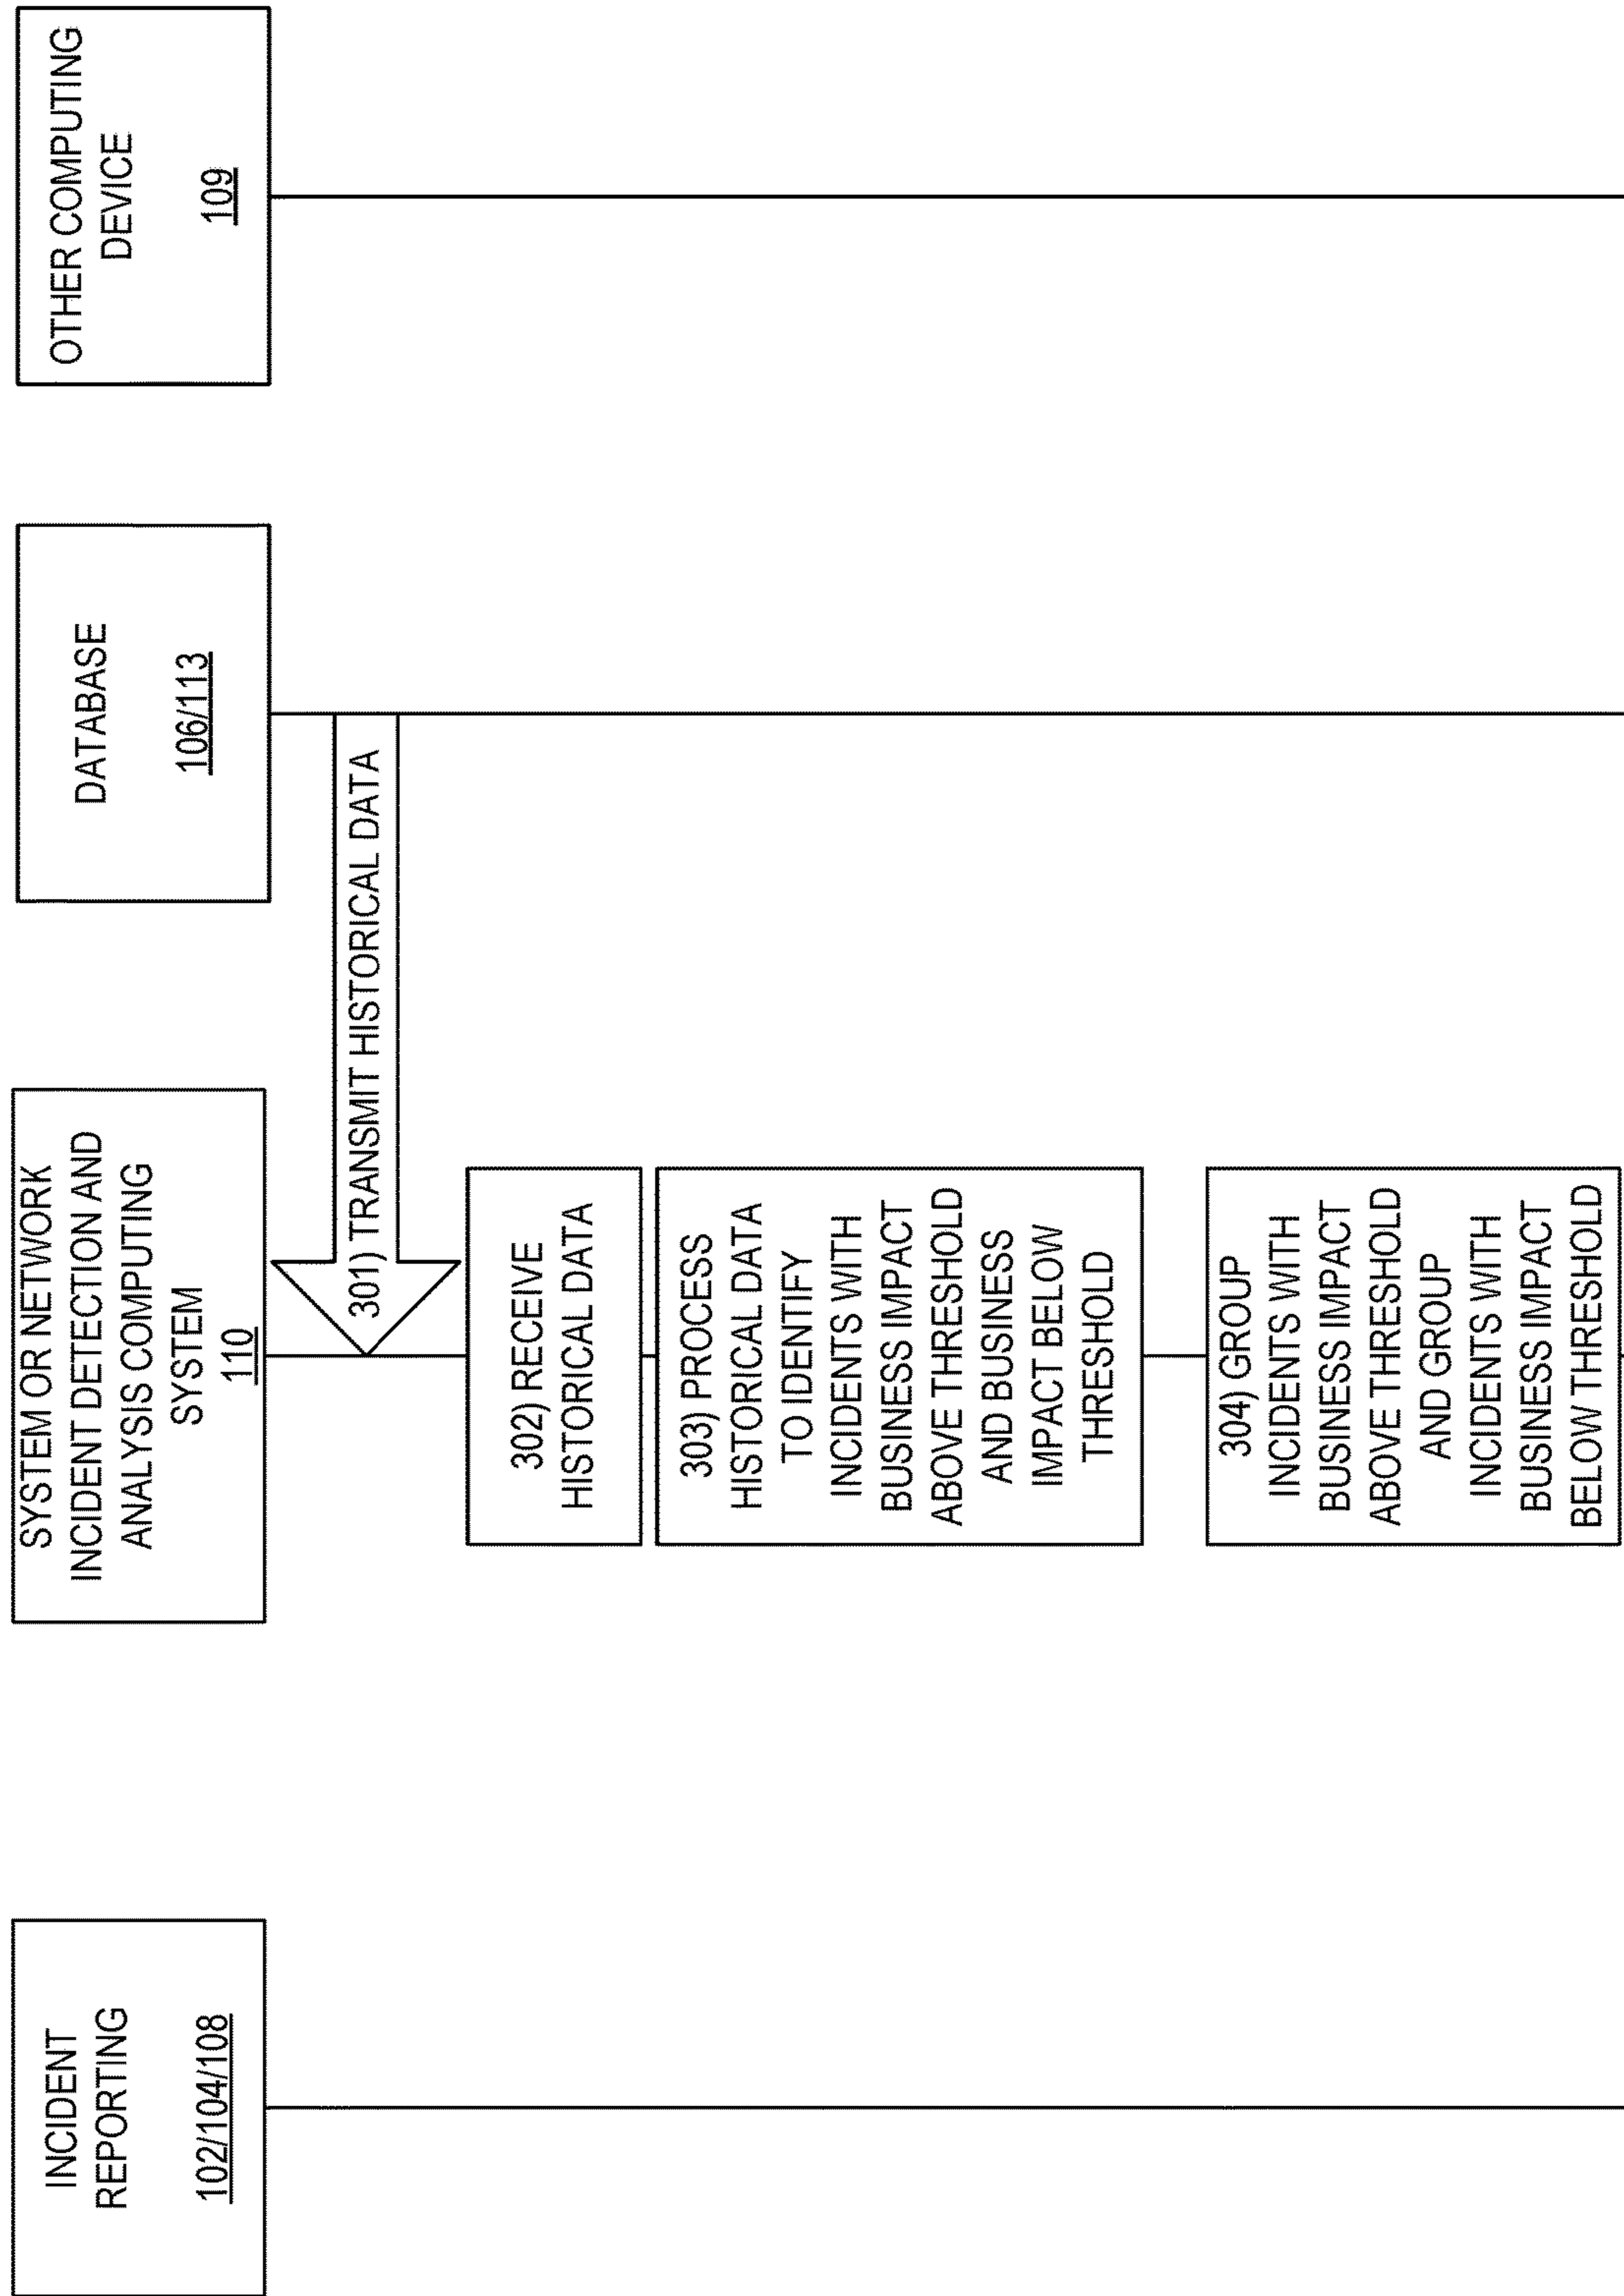 INCIDENT
REPORTING
102/104/108
SYSTEM OR NETWORK
INCIDENT DETECTION AND
ANALYSIS COMPUTING
SYSTEM
110
DATABASE
106/113
OTHER COMPUTING
DEVICE
109
301) TRANSMIT HISTORICAL DATA
302) RECEIVE
HISTORICAL DATA
303) PROCESS
HISTORICAL DATA
TO IDENTIFY
INCIDENTS WITH
BUSINESS IMPACT
ABOVE THRESHOLD
AND BUSINESS
IMPACT BELOW
THRESHOLD
304) GROUP
INCIDENTS WITH
BUSINESS IMPACT
ABOVE THRESHOLD
AND GROUP
INCIDENTS WITH
BUSINESS IMPACT
BELOW THRESHOLD